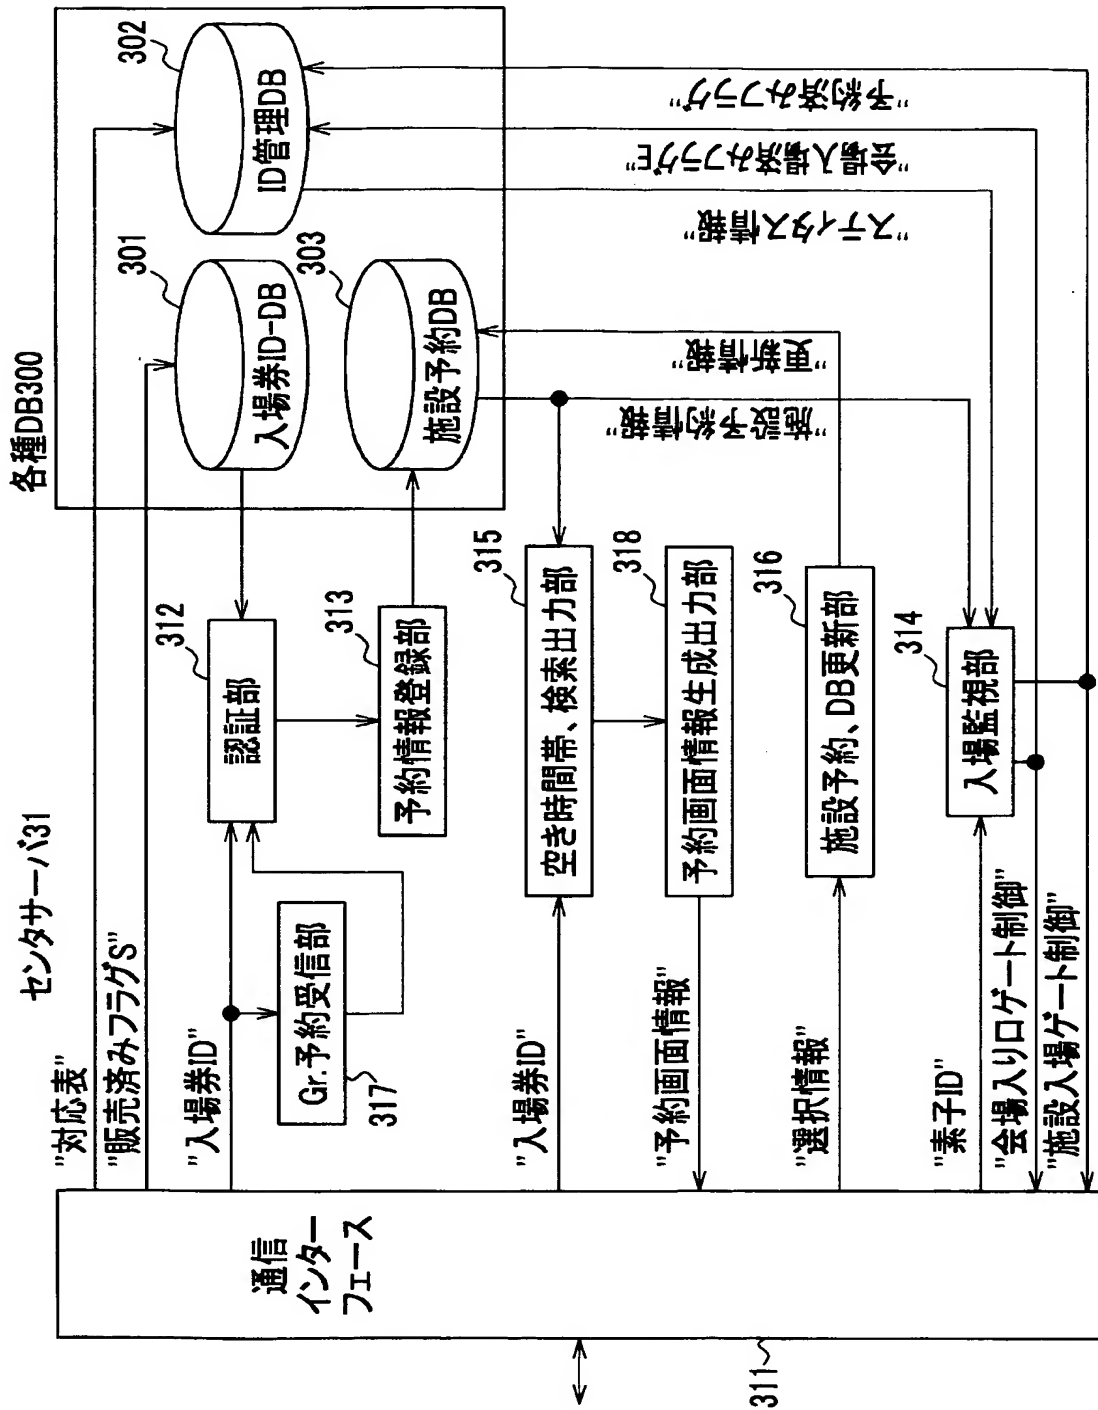 センタサーバ31
各種DB300
302
ID管理DB
301
入場券ID-DB
303
施設予約DB
"対応表"
"販売済みフラグS"
"入場券ID"
312
認証部
Gr.予約受信部
317
313
予約情報登録部
"入場券ID"
315
空き時間帯、検索出力部
"予約画面情報"
318
予約画面情報生成出力部
"選択情報"
316
施設予約、DB更新部
"素子ID"
314
入場監視部
"会場入り口ゲート制御"
"施設入場ゲート制御"
"施設予約情報"
"更新情報"
"スティタス情報"
"会場入場済みフラグE"
"予約済みフラグ"
通信
インター
フェース
311